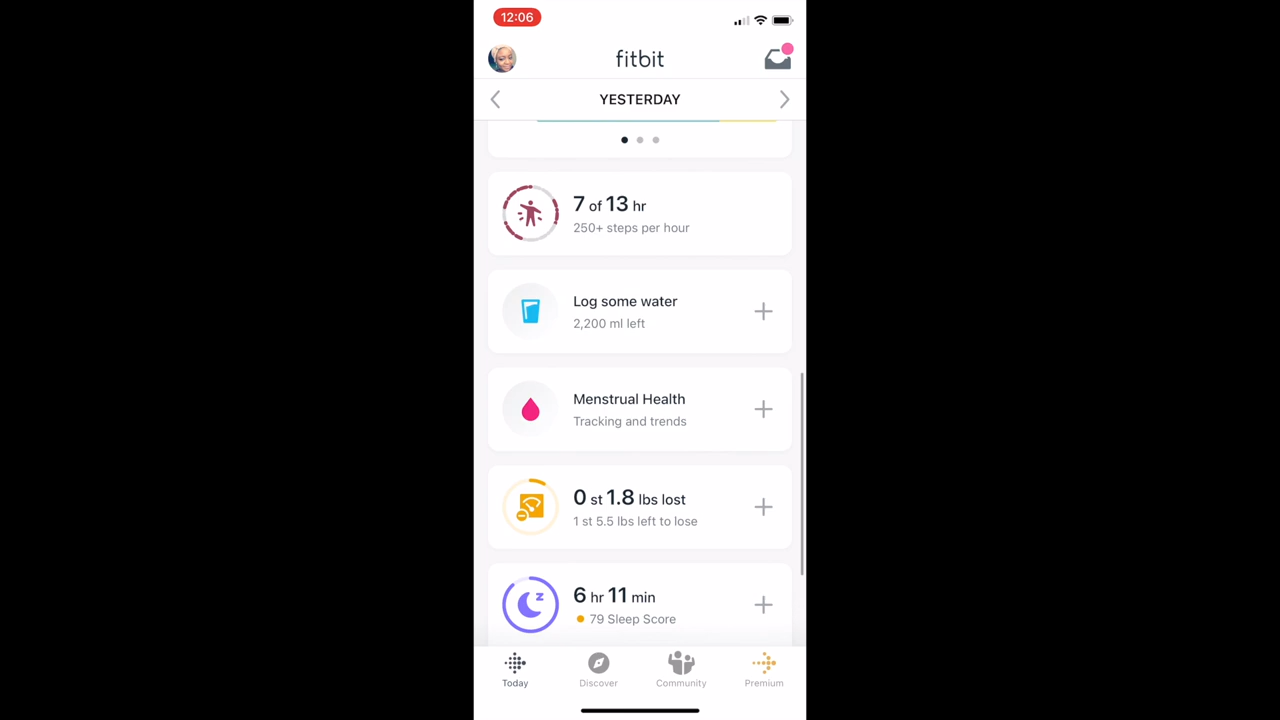 12:06
fitbit
YESTERDAY
7 of 13 hr
250+ steps per hour
Log some water
2,200 ml left
Menstrual Health
Tracking and trends
0 st 1.8 lbs lost
1 st 5.5 lbs left to lose
z
6 hr 11 min
79 Sleep Score
Today Discover Community Premium